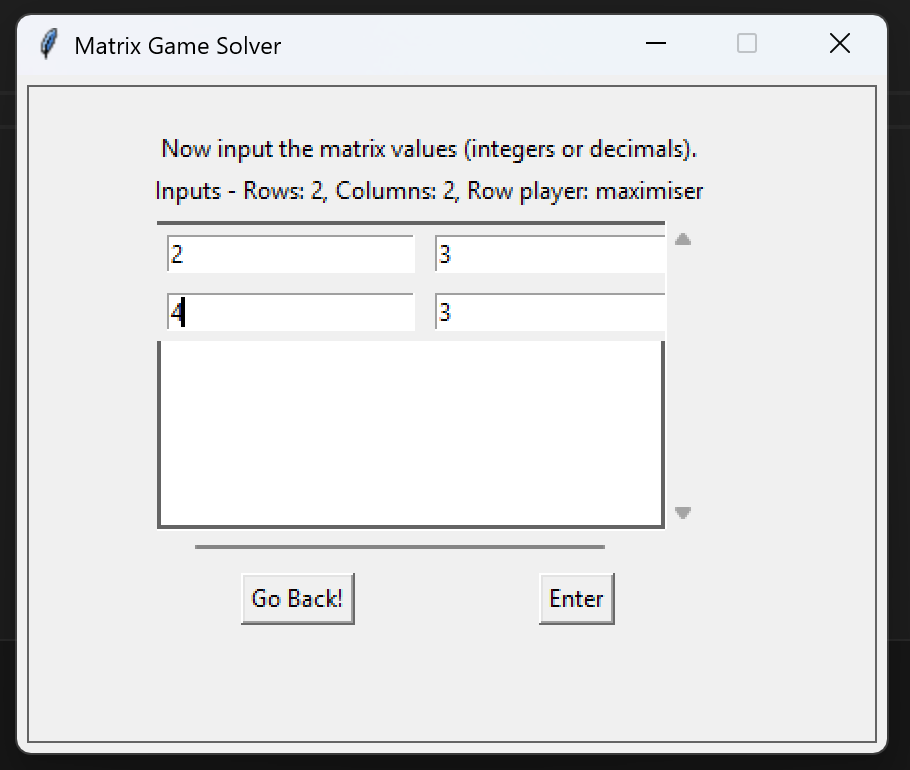 Matrix Game Solver
Now input the matrix values (integers or decimals).
Inputs - Rows: 2, Columns: 2, Row player: maximiser
2 3
4 3
Go Back! Enter